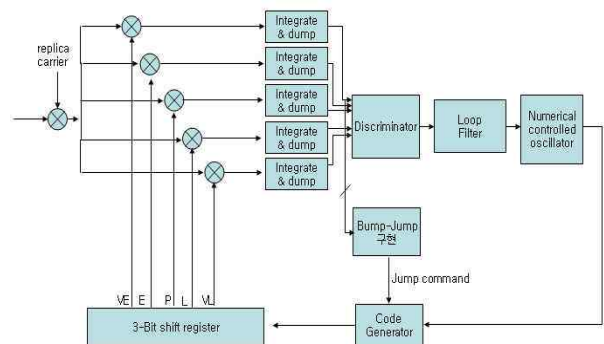 replica
carrier
Integrate
& dump
Integrate
& dump
Integrate
& dump
Integrate
& dump
Integrate
& dump
Discriminator
Loop
Filter
Numerical
controlled
oscillator
Bump-Jump
구현
Jump command
VE E P L VL
3-Bit shift register
Code
Generator